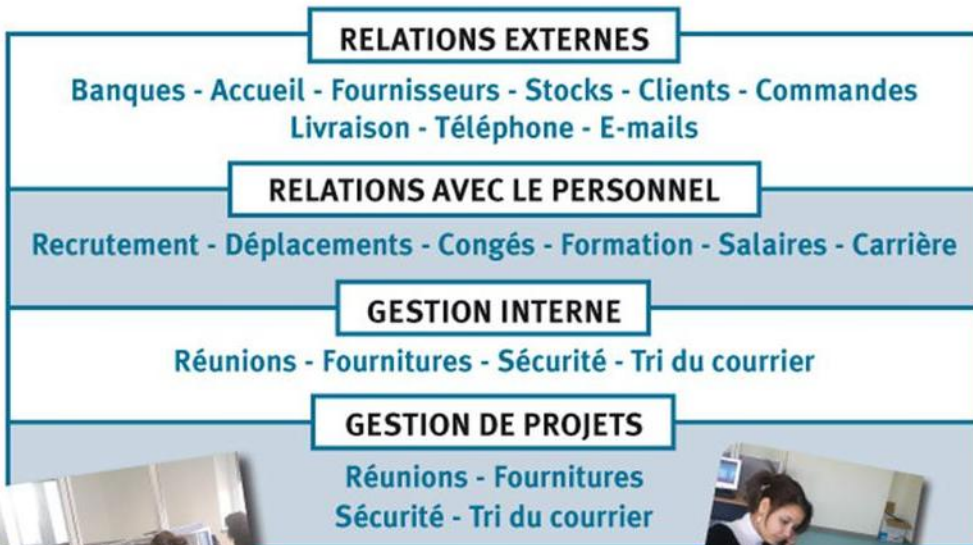 RELATIONS EXTERNES
Banques - Accueil - Fournisseurs - Stocks - Clients - Commandes
Livraison - Téléphone - E-mails
RELATIONS AVEC LE PERSONNEL
Recrutement - Déplacements - Congés - Formation - Salaires - Carrière
GESTION INTERNE
Réunions - Fournitures - Sécurité - Tri du courrier
GESTION DE PROJETS
Réunions - Fournitures
Sécurité - Tri du courrier